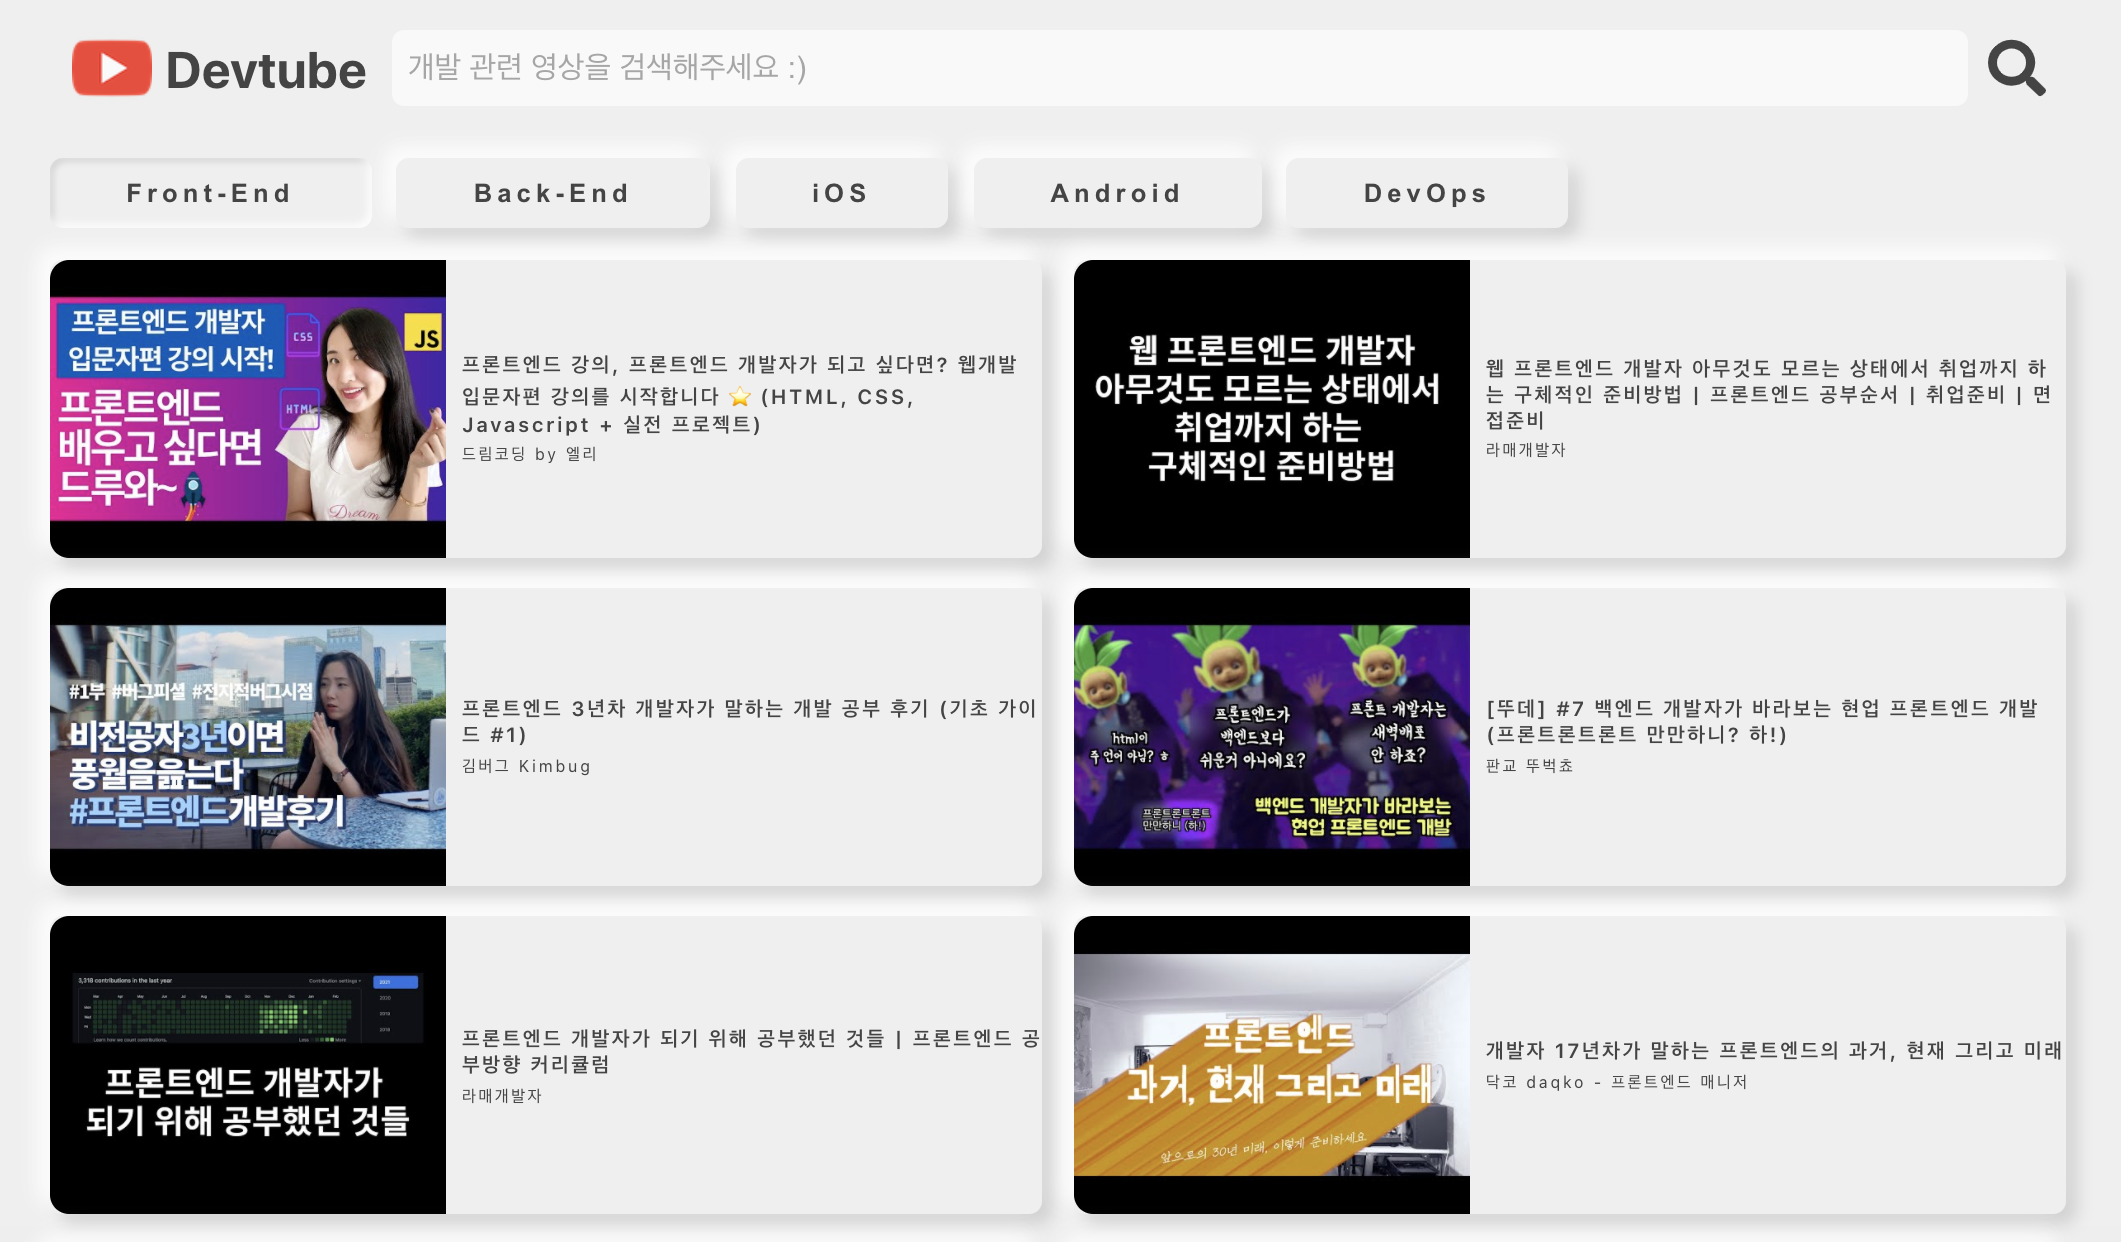 Devtube
개발 관련 영상을 검색해주세요 :)
Front-End
Back-End
iOS
Android
DevOps
프론트엔드 개발자
입문자편 강의 시작!
CSS
JS
HTML
프론트엔드
배우고 싶다면
드루와~
Dream
프론트엔드 강의, 프론트엔드 개발자가 되고 싶다면? 웹개발
입문자편 강의를 시작합니다 ⭐ (HTML, CSS,
Javascript + 실전 프로젝트)
드림코딩 by 엘리
웹 프론트엔드 개발자
아무것도 모르는 상태에서
취업까지 하는
구체적인 준비방법
웹 프론트엔드 개발자 아무것도 모르는 상태에서 취업까지 하
는 구체적인 준비방법 | 프론트엔드 공부순서 | 취업준비 | 면
접준비
라매개발자
#1부 #버그피셜 #전지적버그시점
비전공자3년이면
풍월을읊는다
#프론트엔드개발후기
프론트엔드 3년차 개발자가 말하는 개발 공부 후기 (기초 가이
드 #1)
김버그 Kimbug
html이
즉 언어 아님? ㅎ
프론트엔드가
백엔드보다
쉬운거 아니에요?
프론트 개발자는
새벽배포
안 하죠?
프론트론트론트
만만하니 (하!)
백엔드 개발자가 바라보는
현업 프론트엔드 개발
[뚜데] #7 백엔드 개발자가 바라보는 현업 프론트엔드 개발
(프론트론트론트 만만하니? 하!)
판교 뚜벅쵸
3,318 contributions in the last year
Contribution settings
2021
2020
2019
2018
Learn how we count contributions.
Less
More
프론트엔드 개발자가
되기 위해 공부했던 것들
프론트엔드 개발자가 되기 위해 공부했던 것들 | 프론트엔드 공
부방향 커리큘럼
라매개발자
프론트엔드
과거, 현재 그리고 미래
앞으로의 30년 미래, 이렇게 준비하세요
개발자 17년차가 말하는 프론트엔드의 과거, 현재 그리고 미래
닥코 daqko - 프론트엔드 매니저